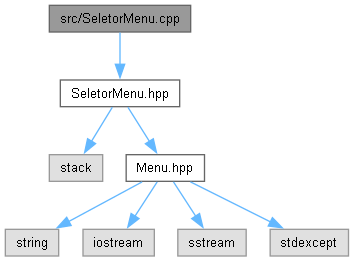 src/SeletorMenu.cpp
SeletorMenu.hpp
stack
Menu.hpp
string
iostream
sstream
stdexcept